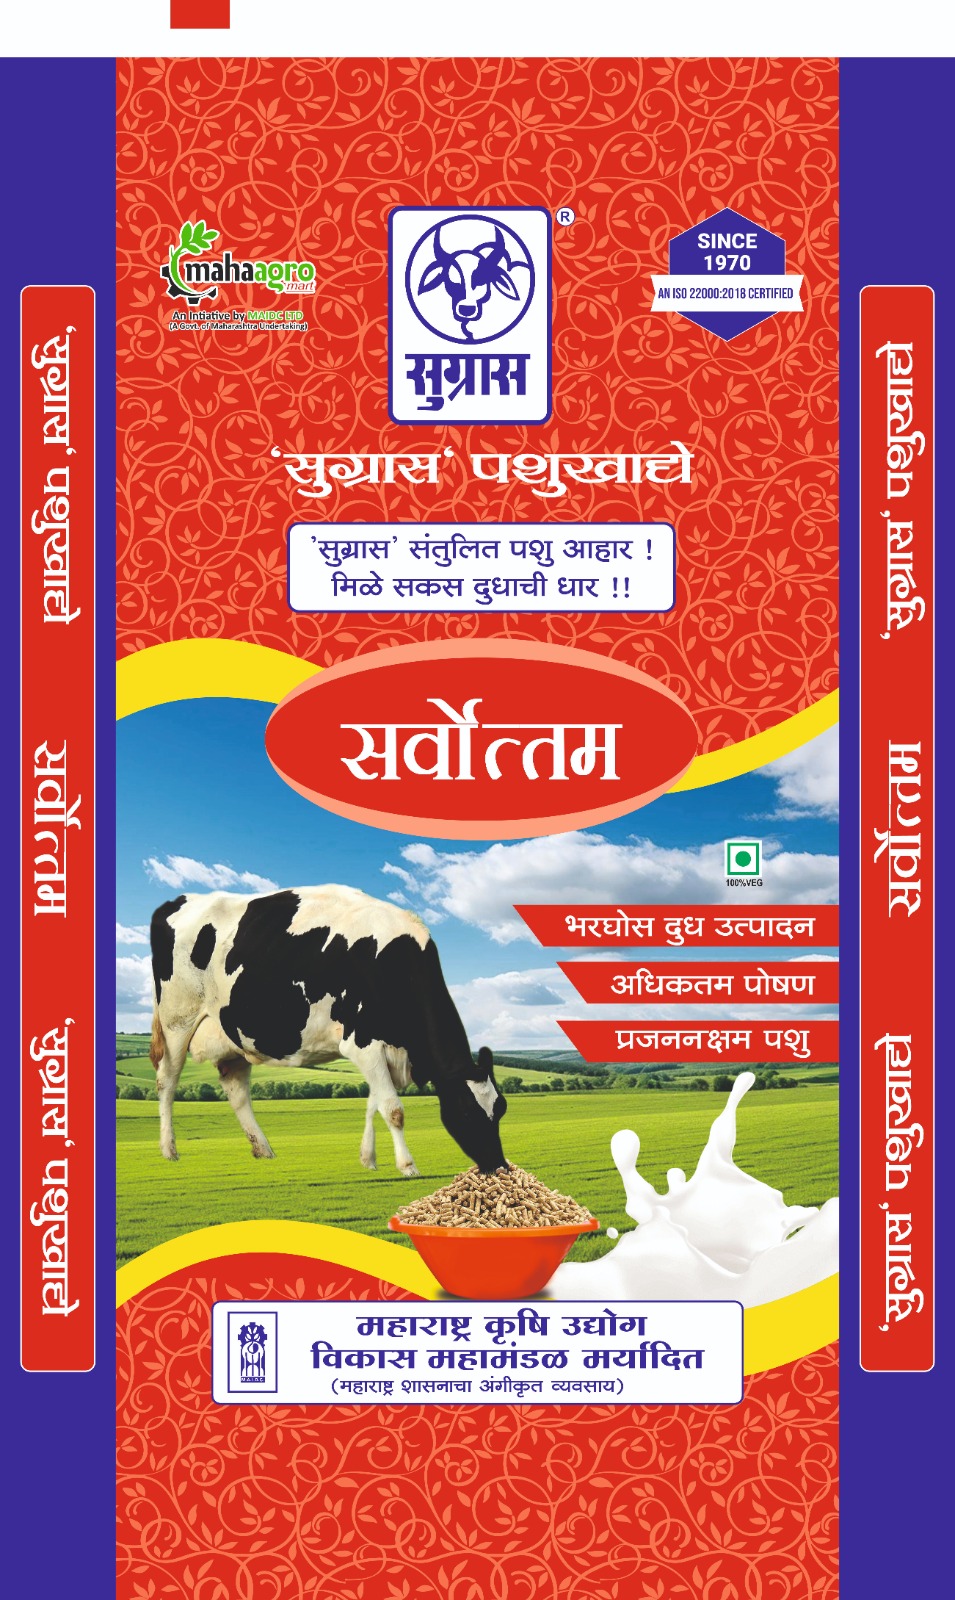 mahaagro
mart
An Intiative by MAIDC LTD
(A Govt. of Maharashtra Undertaking)
®
सुग्रास
SINCE
1970
AN ISO 22000:2018 CERTIFIED
‘सुग्रास‘ पशुखाद्ये
’सुग्रास’ संतुलित पशु आहार !
मिळे सकस दुधाची धार !!
सर्वोत्तम
100%VEG
भरघोस दुध उत्पादन
अधिकतम पोषण
प्रजननक्षम पशु
MAIDC
महाराष्ट्र कृषि उद्योग
विकास महामंडळ मर्यादित
(महाराष्ट्र शासनाचा अंगीकृत व्यवसाय)
‘सुग्रास‘ पशुखाद्ये
सर्वोत्तम
‘सुग्रास‘ पशुखाद्ये
‘सुग्रास‘ पशुखाद्ये
सर्वोत्तम
‘सुग्रास‘ पशुखाद्ये